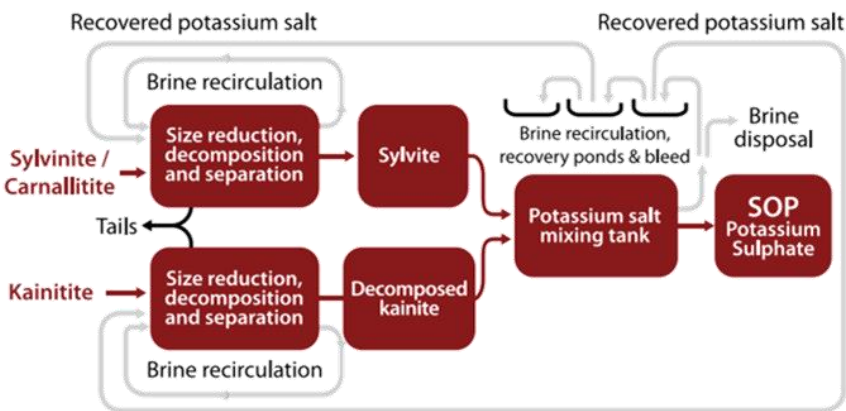 Recovered potassium salt
Recovered potassium salt
Brine recirculation
Size reduction,
decomposition
and separation
Sylvite
Brine recirculation,
recovery ponds & bleed
Brine
disposal
Sylvinite /
Carnallitite
Tails
Potassium salt
mixing tank
SOP
Potassium
Sulphate
Kainitite
Size reduction,
decomposition
and separation
Decomposed
kainite
Brine recirculation